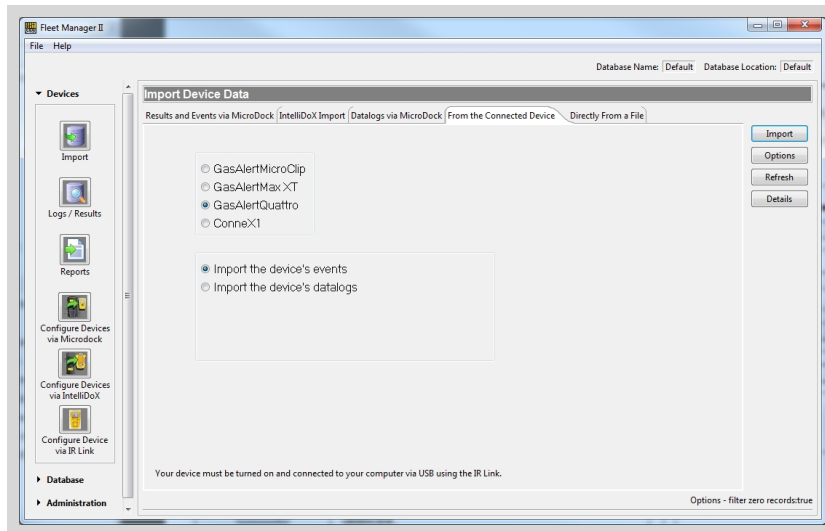 Fleet Manager II
File Help
Database Name: Default Database Location: Default
Devices
Import
Logs / Results
Reports
Configure Devices
via Microdock
Configure Devices
via IntelliDoX
Configure Device
via IR Link
Database
Administration
Import Device Data
Results and Events via MicroDock IntelliDoX Import Datalogs via MicroDock From the Connected Device Directly From a File
GasAlertMicroClip
GasAlertMax XT
GasAlertQuattro
ConneX1
Import the device's events
Import the device's datalogs
Your device must be turned on and connected to your computer via USB using the IR Link.
Import
Options
Refresh
Details
Options - filter zero records:true